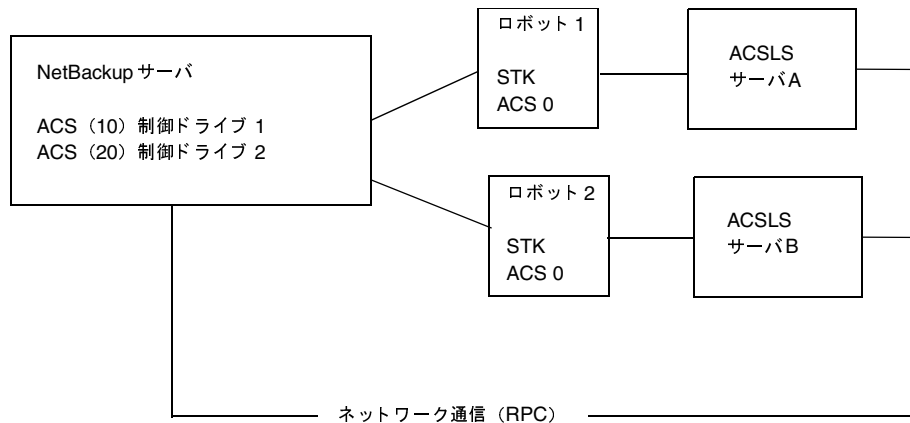 NetBackup サーバ
ACS（10）制御ドライブ 1
ACS（20）制御ドライブ 2
ロボット 1
STK
ACS 0
ACSLS
サーバ A
ロボット 2
STK
ACS 0
ACSLS
サーバ B
ネットワーク通信（RPC）